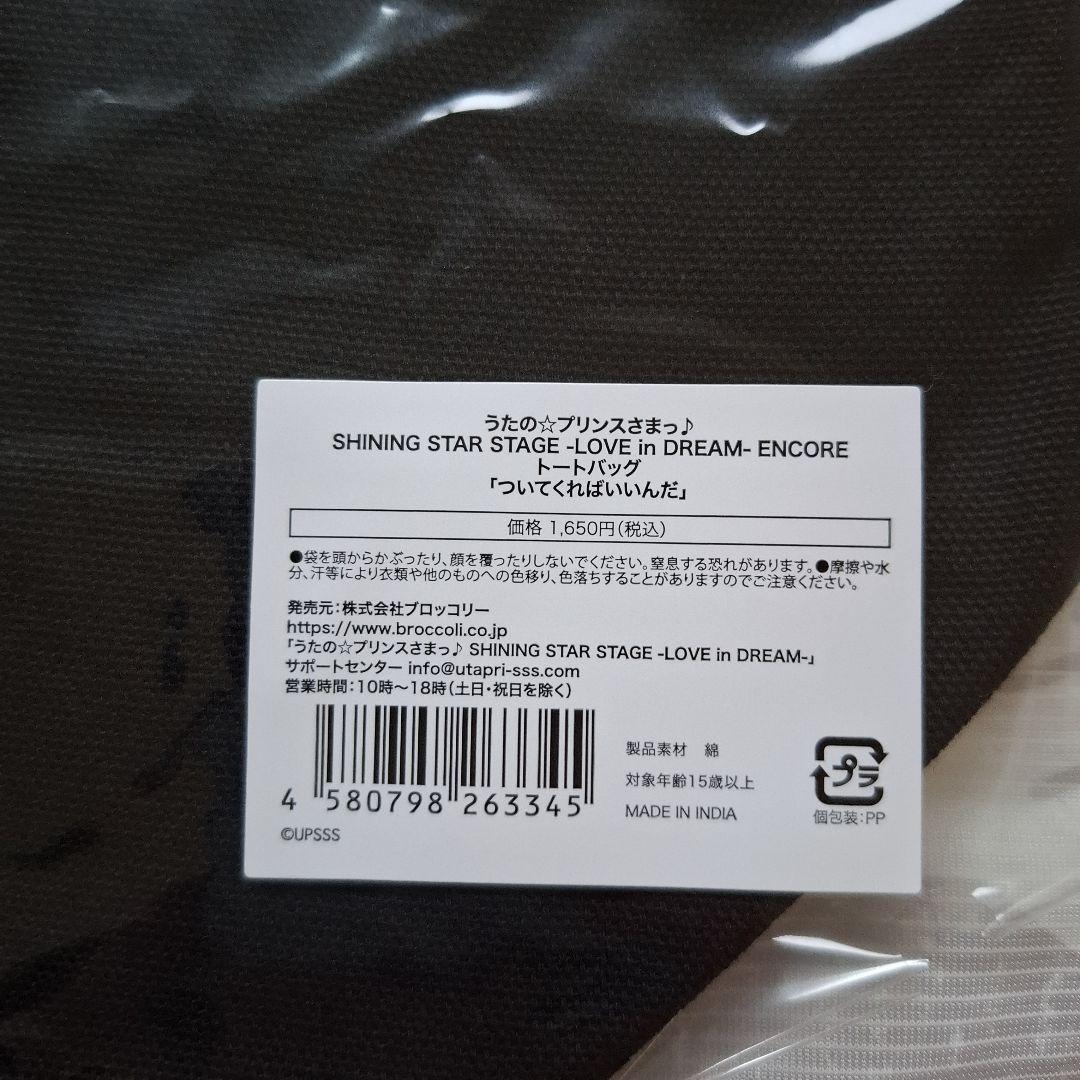 うたの☆プリンスさまっ♪
SHINING STAR STAGE -LOVE in DREAM- ENCORE
トートバッグ
「ついてくればいいんだ」
価格 1,650円(税込)
●袋を頭からかぶったり、顔を覆ったりしないでください。窒息する恐れがあります。●摩擦や水
分、汗等により衣類や他のものへの色移り、色落ちすることがありますのでご注意ください。
発売元:株式会社ブロッコリー
https://www.broccoli.co.jp
「うたの☆プリンスさまっ♪ SHINING STAR STAGE -LOVE in DREAM-」
サポートセンター info@utapri-sss.com
営業時間:10時～18時(土日・祝日を除く)
4 580798 263345
©UPSSS
製品素材 綿
対象年齢15歳以上
MADE IN INDIA
プラ
個包装:PP